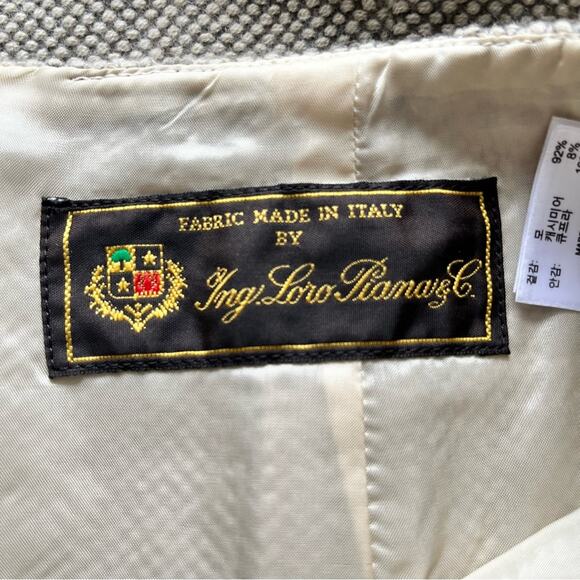 FABRIC MADE IN ITALY
BY
Ing. Loro Piana & C.
겉감: 모 92%
캐시미어 8%
안감: 큐프라